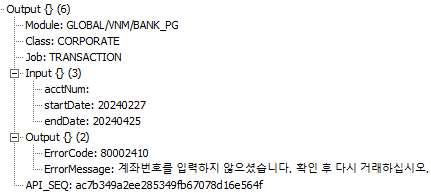 Output {} (6)
Module: GLOBAL/VNM/BANK_PG
Class: CORPORATE
Job: TRANSACTION
Input {} (3)
acctNum:
startDate: 20240227
endDate: 20240425
Output {} (2)
ErrorCode: 80002410
ErrorMessage: 계좌번호를 입력하지 않으셨습니다. 확인 후 다시 거래하십시오.
API_SEQ: ac7b349a2ee285349fb67078d16e564f